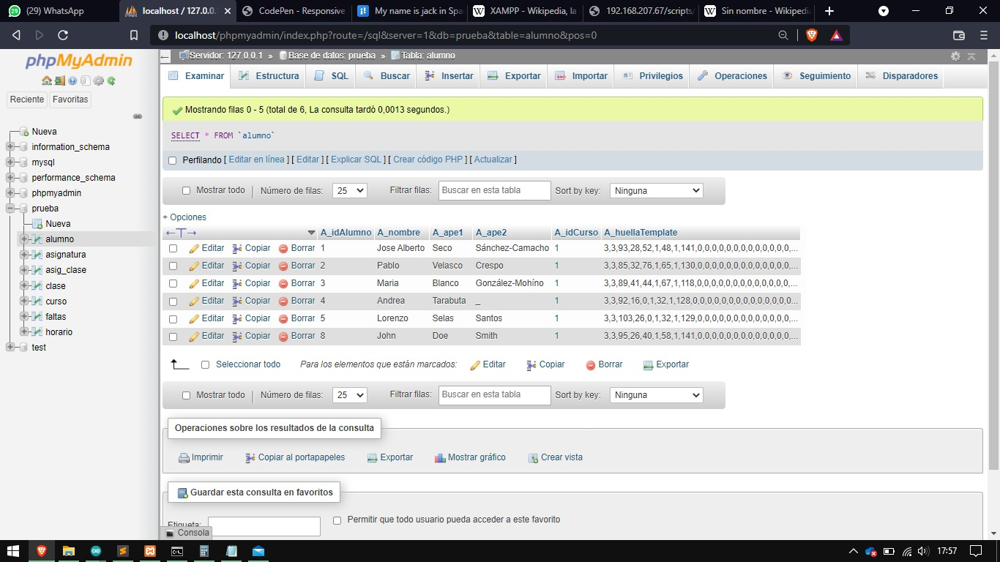 (29) WhatsApp
localhost / 127.0.0.
CodePen - Responsive
My name is jack in Spa
XAMPP - Wikipedia, la
192.168.207.67/scripts/
Sin nombre - Wikipedia
localhost/phpmyadmin/index.php?route=/sql&server=1&db=prueba&table=alumno&pos=0
phpMyAdmin
Reciente Favoritas
Nueva
information_schema
mysql
performance_schema
phpmyadmin
prueba
Nueva
alumno
asignatura
asig_clase
clase
curso
faltas
horario
test
Servidor: 127.0.0.1 » Base de datos: prueba » Tabla: alumno
Examinar Estructura SQL Buscar Insertar Exportar Importar Privilegios Operaciones Seguimiento Disparadores
Mostrando filas 0 - 5 (total de 6, La consulta tardó 0,0013 segundos.)
SELECT * FROM `alumno`
Perfilando [ Editar en línea ] [ Editar ] [ Explicar SQL ] [ Crear código PHP ] [ Actualizar ]
Mostrar todo | Número de filas: 25 Filtrar filas: Buscar en esta tabla Sort by key: Ninguna
+ Opciones
←T→ A_idAlumno A_nombre A_ape1 A_ape2 A_idCurso A_huellaTemplate
Editar Copiar Borrar 1 Jose Alberto Seco Sánchez-Camacho 1 3,3,93,28,52,1,48,1,141,0,0,0,0,0,0,0,0,0,0,0,0,0,...
Editar Copiar Borrar 2 Pablo Velasco Crespo 1 3,3,85,32,76,1,65,1,130,0,0,0,0,0,0,0,0,0,0,0,0,0,...
Editar Copiar Borrar 3 Maria Blanco González-Mohíno 1 3,3,89,41,44,1,67,1,118,0,0,0,0,0,0,0,0,0,0,0,0,0,...
Editar Copiar Borrar 4 Andrea Tarabuta _ 1 3,3,92,16,0,1,32,1,128,0,0,0,0,0,0,0,0,0,0,0,0,0,0...
Editar Copiar Borrar 5 Lorenzo Selas Santos 1 3,3,103,26,0,1,32,1,129,0,0,0,0,0,0,0,0,0,0,0,0,0,...
Editar Copiar Borrar 8 John Doe Smith 1 3,3,95,26,40,1,58,1,141,0,0,0,0,0,0,0,0,0,0,0,0,0,...
Seleccionar todo Para los elementos que están marcados: Editar Copiar Borrar Exportar
Mostrar todo | Número de filas: 25 Filtrar filas: Buscar en esta tabla Sort by key: Ninguna
Operaciones sobre los resultados de la consulta
Imprimir Copiar al portapapeles Exportar Mostrar gráfico Crear vista
Guardar esta consulta en favoritos
Etiqueta: Permitir que todo usuario pueda acceder a este favorito
Consola
17:57